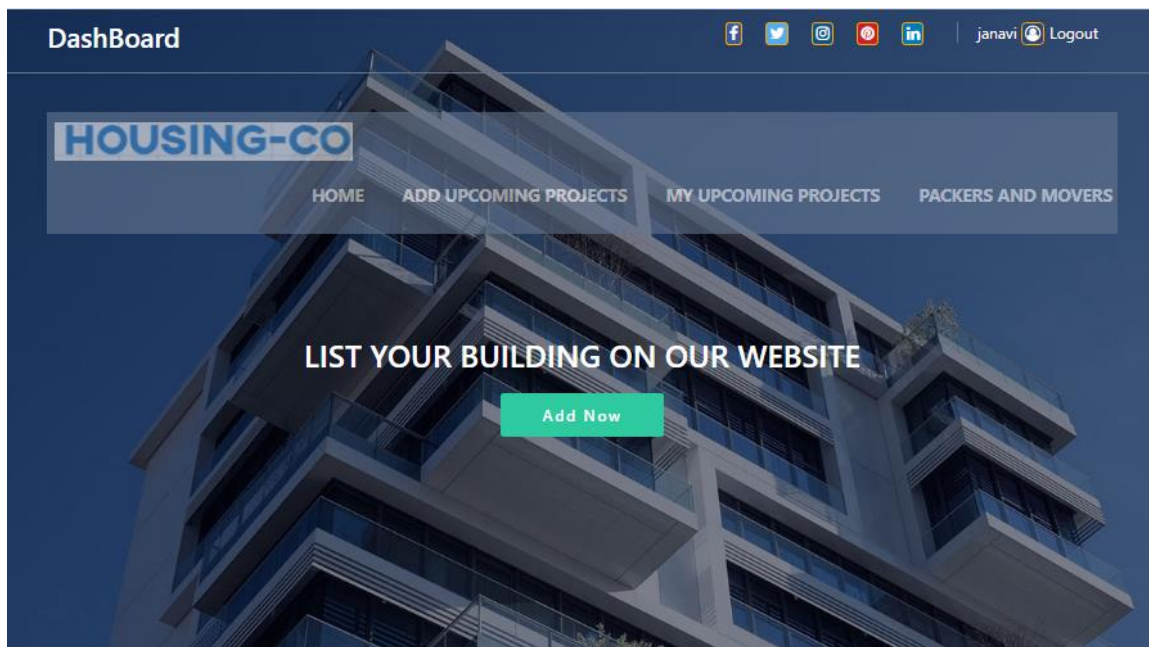 DashBoard
janavi Logout
HOUSING-CO
HOME ADD UPCOMING PROJECTS MY UPCOMING PROJECTS PACKERS AND MOVERS
LIST YOUR BUILDING ON OUR WEBSITE
Add Now